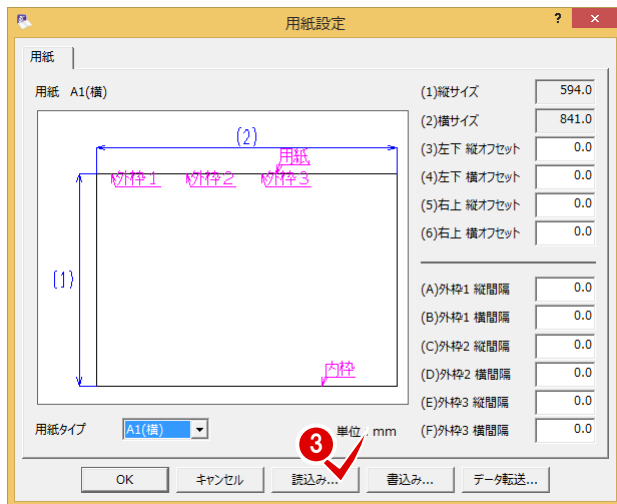 用紙設定
?
×
用紙
用紙 A1(横)
(1)縦サイズ 594.0
(2)横サイズ 841.0
(3)左下 縦オフセット 0.0
(4)左下 横オフセット 0.0
(5)右上 縦オフセット 0.0
(6)右上 横オフセット 0.0
(2)
用紙
外枠1 外枠2 外枠3
(1)
内枠
(A)外枠1 縦間隔 0.0
(B)外枠1 横間隔 0.0
(C)外枠2 縦間隔 0.0
(D)外枠2 横間隔 0.0
(E)外枠3 縦間隔 0.0
(F)外枠3 横間隔 0.0
用紙タイプ A1(横)
単位: mm
3
OK キャンセル 読込み... 書込み... データ転送...